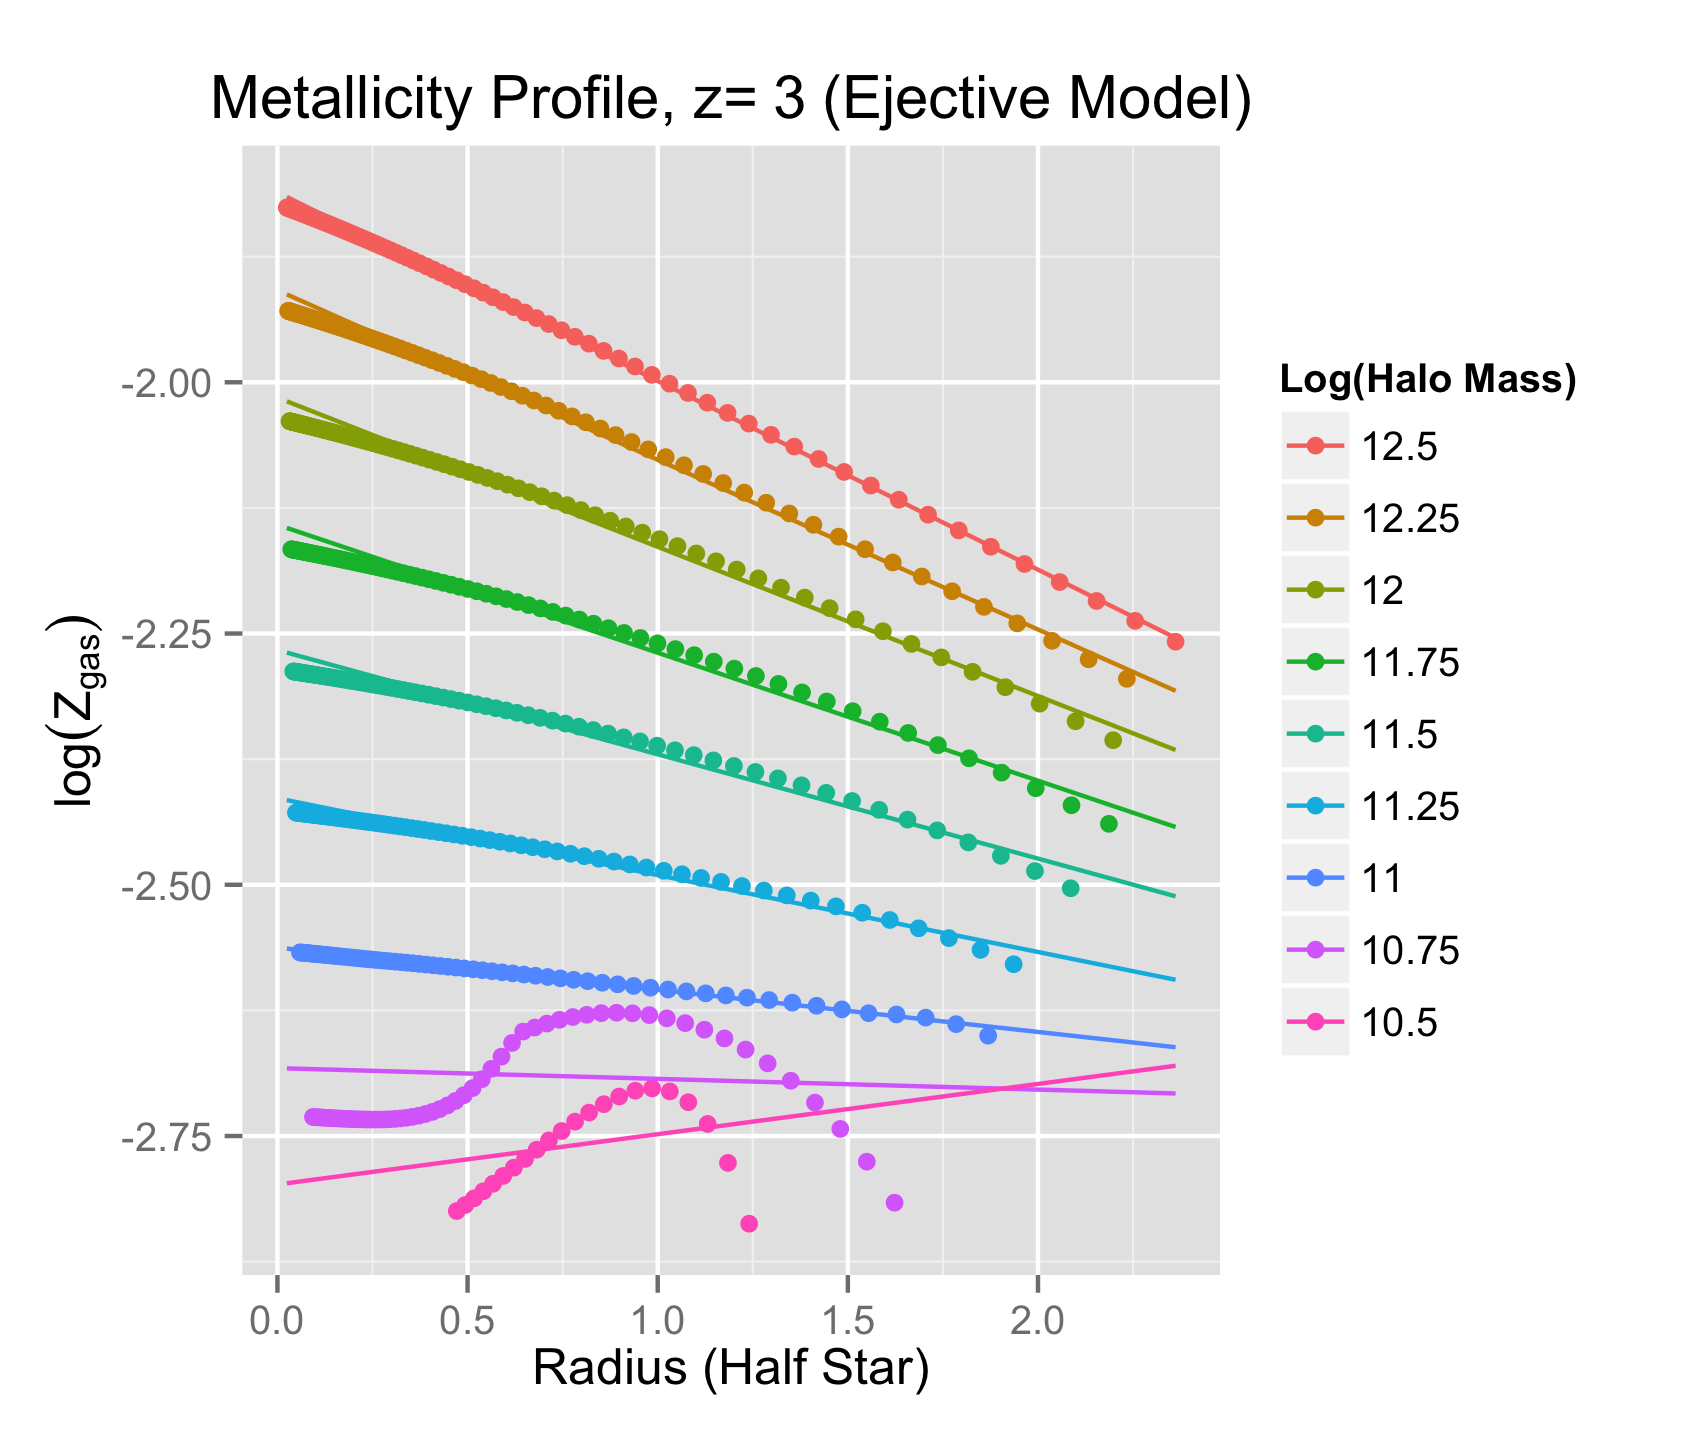 Metallicity Profile, z= 3 (Ejective Model)
log(Zgas)
-2.00
-2.25
-2.50
-2.75
0.0 0.5 1.0 1.5 2.0
Radius (Half Star)
Log(Halo Mass)
12.5
12.25
12
11.75
11.5
11.25
11
10.75
10.5